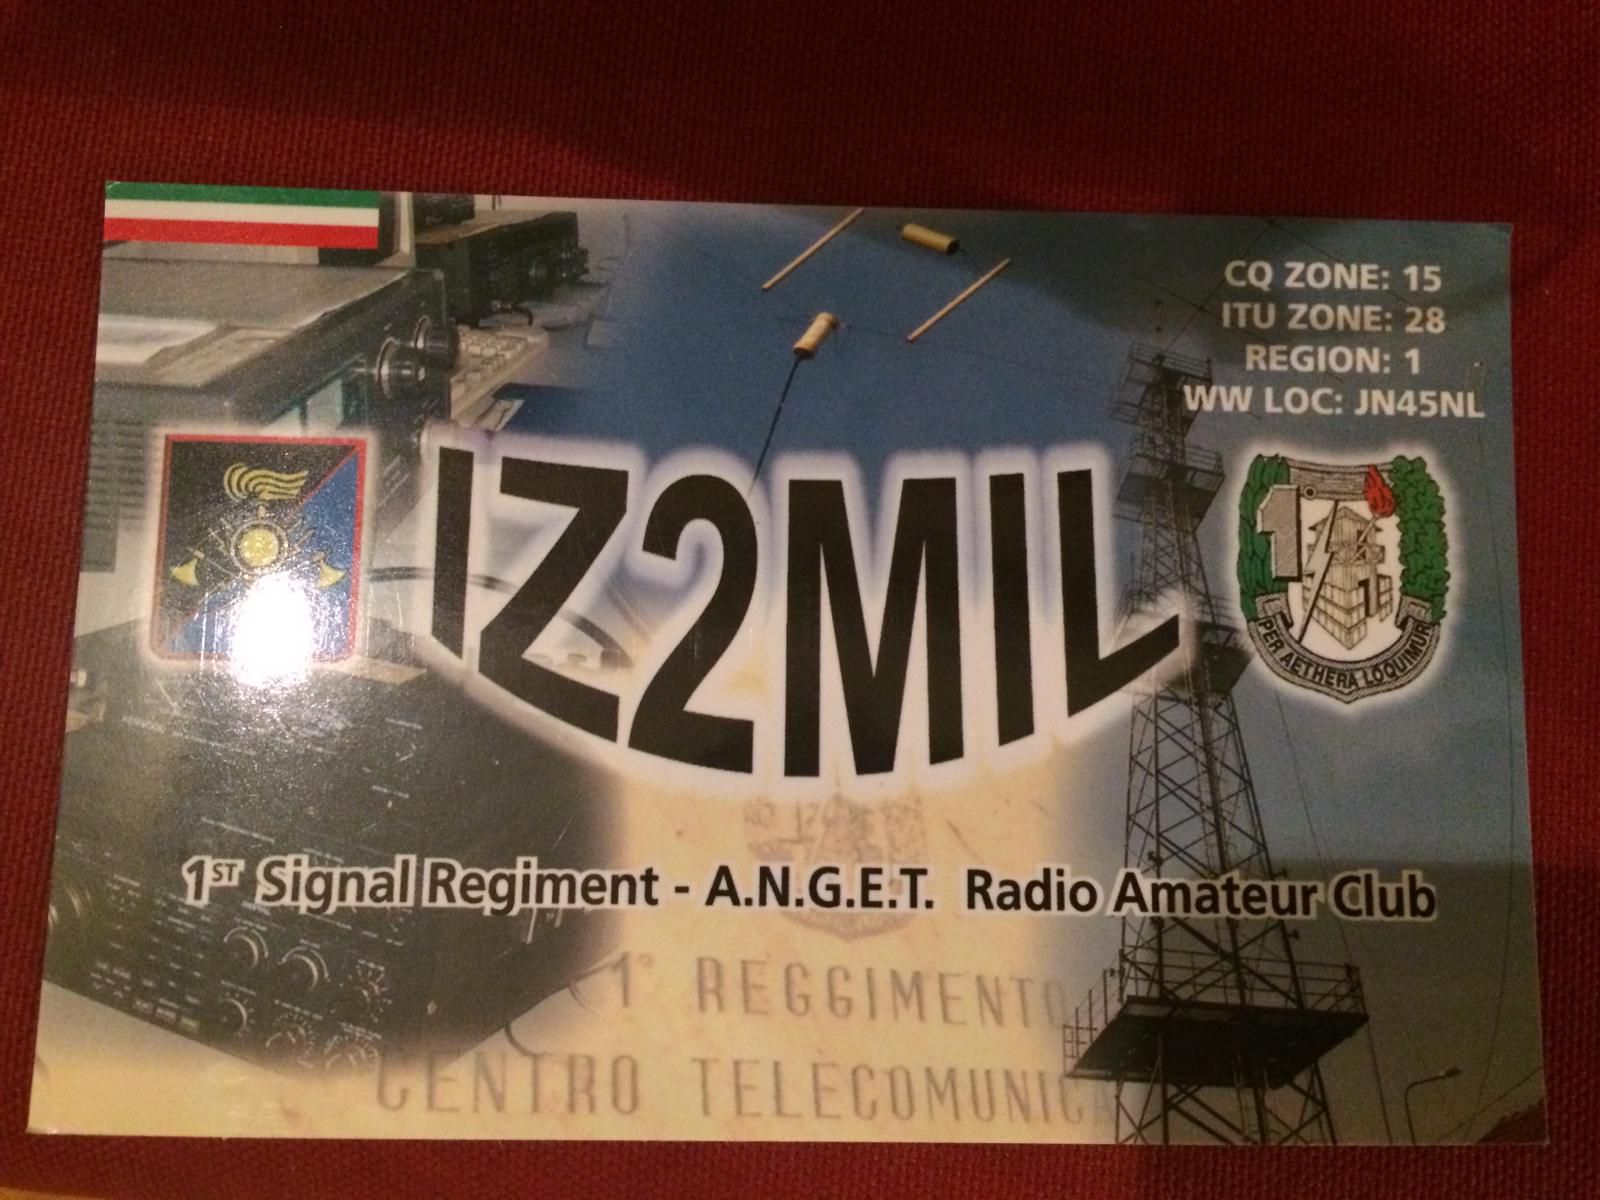 CQ ZONE: 15
ITU ZONE: 28
REGION: 1
WW LOC: JN45NL
IZ2MIL
1
PER AETHERA LOQUIMUR
1ST Signal Regiment - A.N.G.E.T. Radio Amateur Club
1° REGGIMENTO
CENTRO TELECOMUNIC